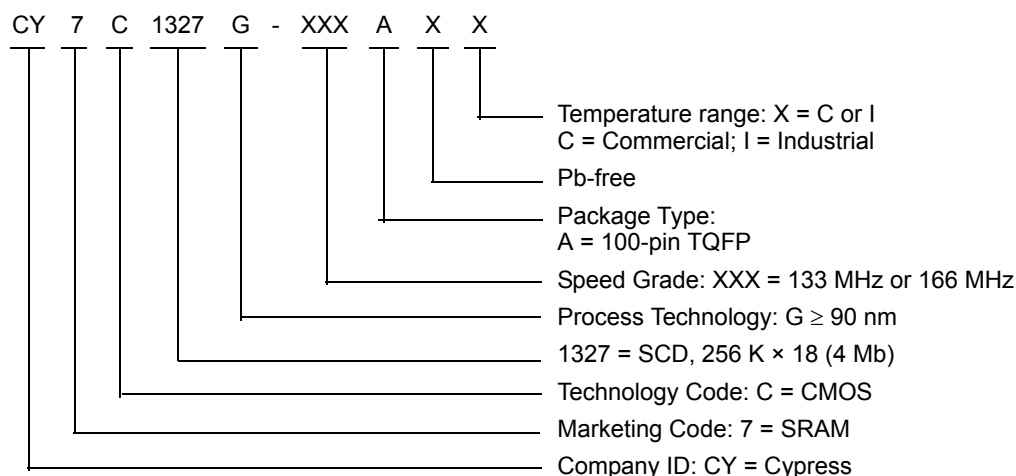 CY 7 C 1327 G - XXX A X X
Temperature range: X = C or I
C = Commercial; I = Industrial
Pb-free
Package Type:
A = 100-pin TQFP
Speed Grade: XXX = 133 MHz or 166 MHz
Process Technology: G ≥ 90 nm
1327 = SCD, 256 K × 18 (4 Mb)
Technology Code: C = CMOS
Marketing Code: 7 = SRAM
Company ID: CY = Cypress